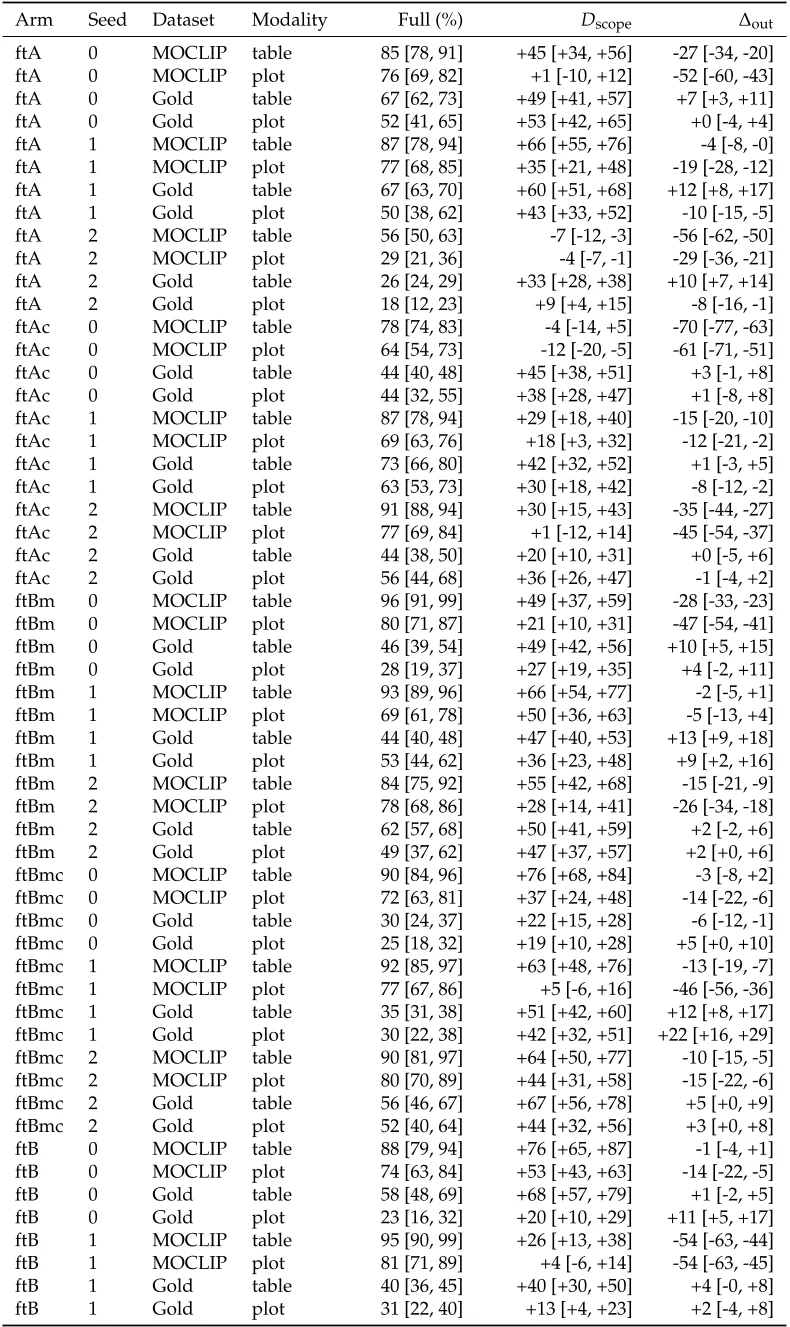 Arm Seed Dataset Modality Full (%) Dscope Δout
ftA 0 MOCLIP table 85 [78, 91] +45 [+34, +56] -27 [-34, -20]
ftA 0 MOCLIP plot 76 [69, 82] +1 [-10, +12] -52 [-60, -43]
ftA 0 Gold table 67 [62, 73] +49 [+41, +57] +7 [+3, +11]
ftA 0 Gold plot 52 [41, 65] +53 [+42, +65] +0 [-4, +4]
ftA 1 MOCLIP table 87 [78, 94] +66 [+55, +76] -4 [-8, -0]
ftA 1 MOCLIP plot 77 [68, 85] +35 [+21, +48] -19 [-28, -12]
ftA 1 Gold table 67 [63, 70] +60 [+51, +68] +12 [+8, +17]
ftA 1 Gold plot 50 [38, 62] +43 [+33, +52] -10 [-15, -5]
ftA 2 MOCLIP table 56 [50, 63] -7 [-12, -3] -56 [-62, -50]
ftA 2 MOCLIP plot 29 [21, 36] -4 [-7, -1] -29 [-36, -21]
ftA 2 Gold table 26 [24, 29] +33 [+28, +38] +10 [+7, +14]
ftA 2 Gold plot 18 [12, 23] +9 [+4, +15] -8 [-16, -1]
ftAc 0 MOCLIP table 78 [74, 83] -4 [-14, +5] -70 [-77, -63]
ftAc 0 MOCLIP plot 64 [54, 73] -12 [-20, -5] -61 [-71, -51]
ftAc 0 Gold table 44 [40, 48] +45 [+38, +51] +3 [-1, +8]
ftAc 0 Gold plot 44 [32, 55] +38 [+28, +47] +1 [-8, +8]
ftAc 1 MOCLIP table 87 [78, 94] +29 [+18, +40] -15 [-20, -10]
ftAc 1 MOCLIP plot 69 [63, 76] +18 [+3, +32] -12 [-21, -2]
ftAc 1 Gold table 73 [66, 80] +42 [+32, +52] +1 [-3, +5]
ftAc 1 Gold plot 63 [53, 73] +30 [+18, +42] -8 [-12, -2]
ftAc 2 MOCLIP table 91 [88, 94] +30 [+15, +43] -35 [-44, -27]
ftAc 2 MOCLIP plot 77 [69, 84] +1 [-12, +14] -45 [-54, -37]
ftAc 2 Gold table 44 [38, 50] +20 [+10, +31] +0 [-5, +6]
ftAc 2 Gold plot 56 [44, 68] +36 [+26, +47] -1 [-4, +2]
ftBm 0 MOCLIP table 96 [91, 99] +49 [+37, +59] -28 [-33, -23]
ftBm 0 MOCLIP plot 80 [71, 87] +21 [+10, +31] -47 [-54, -41]
ftBm 0 Gold table 46 [39, 54] +49 [+42, +56] +10 [+5, +15]
ftBm 0 Gold plot 28 [19, 37] +27 [+19, +35] +4 [-2, +11]
ftBm 1 MOCLIP table 93 [89, 96] +66 [+54, +77] -2 [-5, +1]
ftBm 1 MOCLIP plot 69 [61, 78] +50 [+36, +63] -5 [-13, +4]
ftBm 1 Gold table 44 [40, 48] +47 [+40, +53] +13 [+9, +18]
ftBm 1 Gold plot 53 [44, 62] +36 [+23, +48] +9 [+2, +16]
ftBm 2 MOCLIP table 84 [75, 92] +55 [+42, +68] -15 [-21, -9]
ftBm 2 MOCLIP plot 78 [68, 86] +28 [+14, +41] -26 [-34, -18]
ftBm 2 Gold table 62 [57, 68] +50 [+41, +59] +2 [-2, +6]
ftBm 2 Gold plot 49 [37, 62] +47 [+37, +57] +2 [+0, +6]
ftBmc 0 MOCLIP table 90 [84, 96] +76 [+68, +84] -3 [-8, +2]
ftBmc 0 MOCLIP plot 72 [63, 81] +37 [+24, +48] -14 [-22, -6]
ftBmc 0 Gold table 30 [24, 37] +22 [+15, +28] -6 [-12, -1]
ftBmc 0 Gold plot 25 [18, 32] +19 [+10, +28] +5 [+0, +10]
ftBmc 1 MOCLIP table 92 [85, 97] +63 [+48, +76] -13 [-19, -7]
ftBmc 1 MOCLIP plot 77 [67, 86] +5 [-6, +16] -46 [-56, -36]
ftBmc 1 Gold table 35 [31, 38] +51 [+42, +60] +12 [+8, +17]
ftBmc 1 Gold plot 30 [22, 38] +42 [+32, +51] +22 [+16, +29]
ftBmc 2 MOCLIP table 90 [81, 97] +64 [+50, +77] -10 [-15, -5]
ftBmc 2 MOCLIP plot 80 [70, 89] +44 [+31, +58] -15 [-22, -6]
ftBmc 2 Gold table 56 [46, 67] +67 [+56, +78] +5 [+0, +9]
ftBmc 2 Gold plot 52 [40, 64] +44 [+32, +56] +3 [+0, +8]
ftB 0 MOCLIP table 88 [79, 94] +76 [+65, +87] -1 [-4, +1]
ftB 0 MOCLIP plot 74 [63, 84] +53 [+43, +63] -14 [-22, -5]
ftB 0 Gold table 58 [48, 69] +68 [+57, +79] +1 [-2, +5]
ftB 0 Gold plot 23 [16, 32] +20 [+10, +29] +11 [+5, +17]
ftB 1 MOCLIP table 95 [90, 99] +26 [+13, +38] -54 [-63, -44]
ftB 1 MOCLIP plot 81 [71, 89] +4 [-6, +14] -54 [-63, -45]
ftB 1 Gold table 40 [36, 45] +40 [+30, +50] +4 [-0, +8]
ftB 1 Gold plot 31 [22, 40] +13 [+4, +23] +2 [-4, +8]